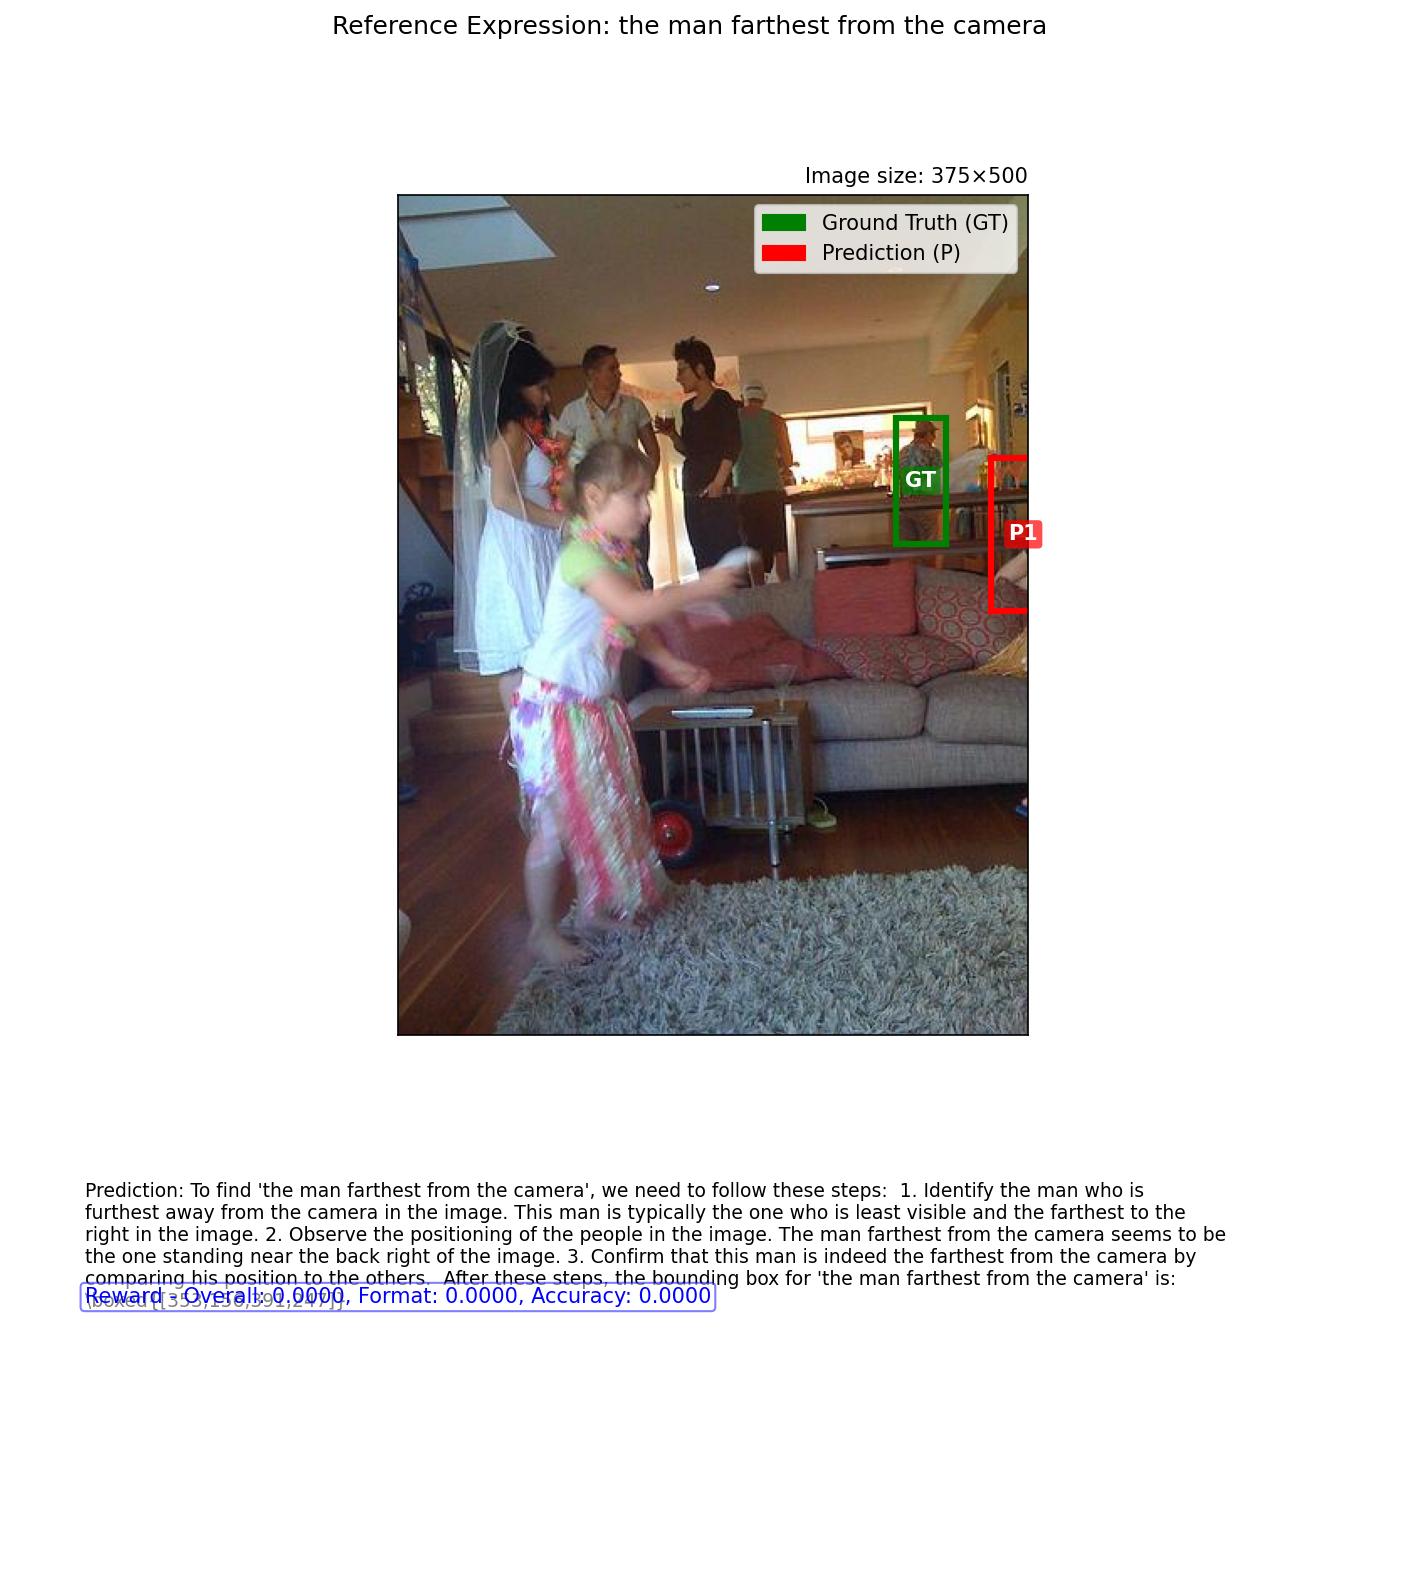 Reference Expression: the man farthest from the camera
Image size: 375×500
Ground Truth (GT)
Prediction (P)
GT
P1
Prediction: To find 'the man farthest from the camera', we need to follow these steps:  1. Identify the man who is
furthest away from the camera in the image. This man is typically the one who is least visible and the farthest to the
right in the image. 2. Observe the positioning of the people in the image. The man farthest from the camera seems to be
the one standing near the back right of the image. 3. Confirm that this man is indeed the farthest from the camera by
comparing his position to the others.  After these steps, the bounding box for 'the man farthest from the camera' is:
Reward - Overall: 0.0000, Format: 0.0000, Accuracy: 0.0000